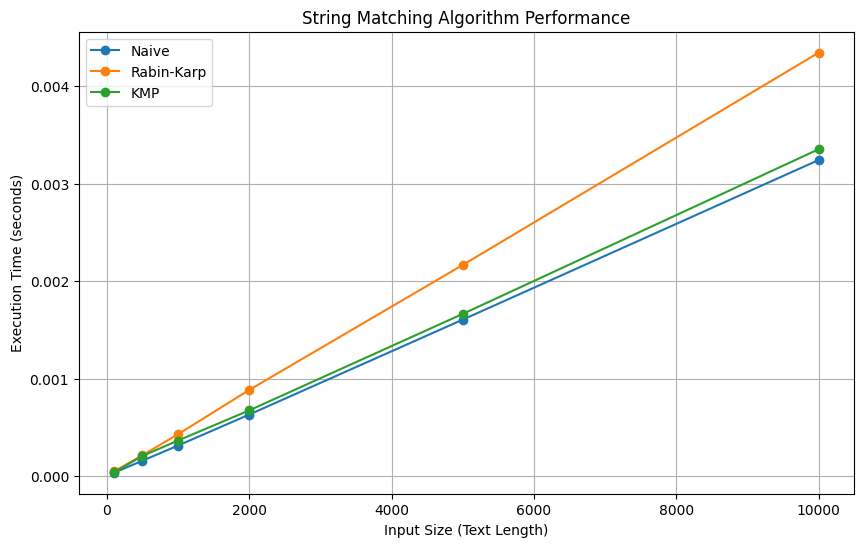 String Matching Algorithm Performance
Naive
Rabin-Karp
KMP
0.004
0.003
0.002
0.001
0.000
Execution Time (seconds)
0 2000 4000 6000 8000 10000
Input Size (Text Length)